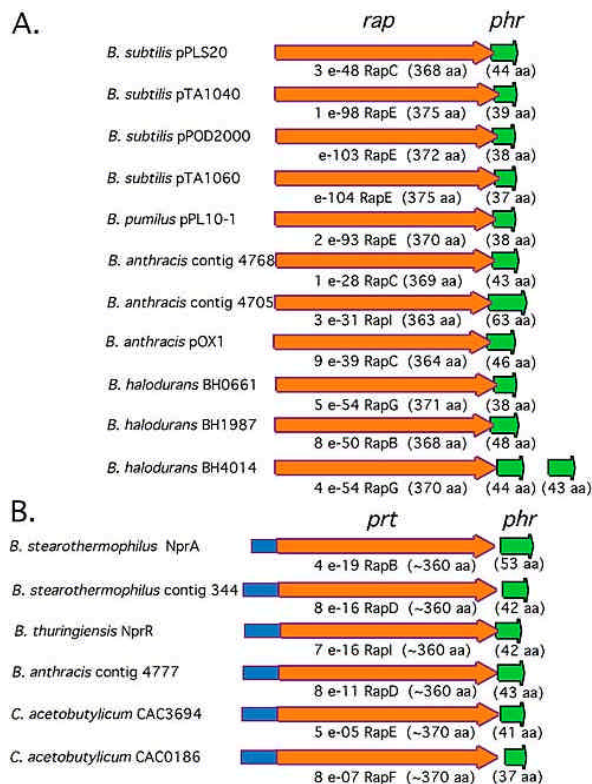 A.
rap phr
B. subtilis pPLS20
3 e-48 RapC (368 aa) (44 aa)
B. subtilis pTA1040
1 e-98 RapE (375 aa) (39 aa)
B. subtilis pPOD2000
e-103 RapE (372 aa) (38 aa)
B. subtilis pTA1060
e-104 RapE (375 aa) (37 aa)
B. pumilus pPL10-1
2 e-93 RapE (370 aa) (38 aa)
B. anthracis contig 4768
1 e-28 RapC (369 aa) (43 aa)
B. anthracis contig 4705
3 e-31 RapI (363 aa) (63 aa)
B. anthracis pOX1
9 e-39 RapC (364 aa) (46 aa)
B. halodurans BH0661
5 e-54 RapG (371 aa) (38 aa)
B. halodurans BH1987
8 e-50 RapB (368 aa) (48 aa)
B. halodurans BH4014
4 e-54 RapG (370 aa) (44 aa) (43 aa)
B.
prt phr
B. stearothermophilus NprA
4 e-19 RapB (~360 aa) (53 aa)
B. stearothermophilus contig 344
8 e-16 RapD (~360 aa) (42 aa)
B. thuringiensis NprR
7 e-16 RapI (~360 aa) (42 aa)
B. anthracis contig 4777
8 e-11 RapD (~360 aa) (43 aa)
C. acetobutylicum CAC3694
5 e-05 RapE (~370 aa) (41 aa)
C. acetobutylicum CAC0186
8 e-07 RapF (~370 aa) (37 aa)